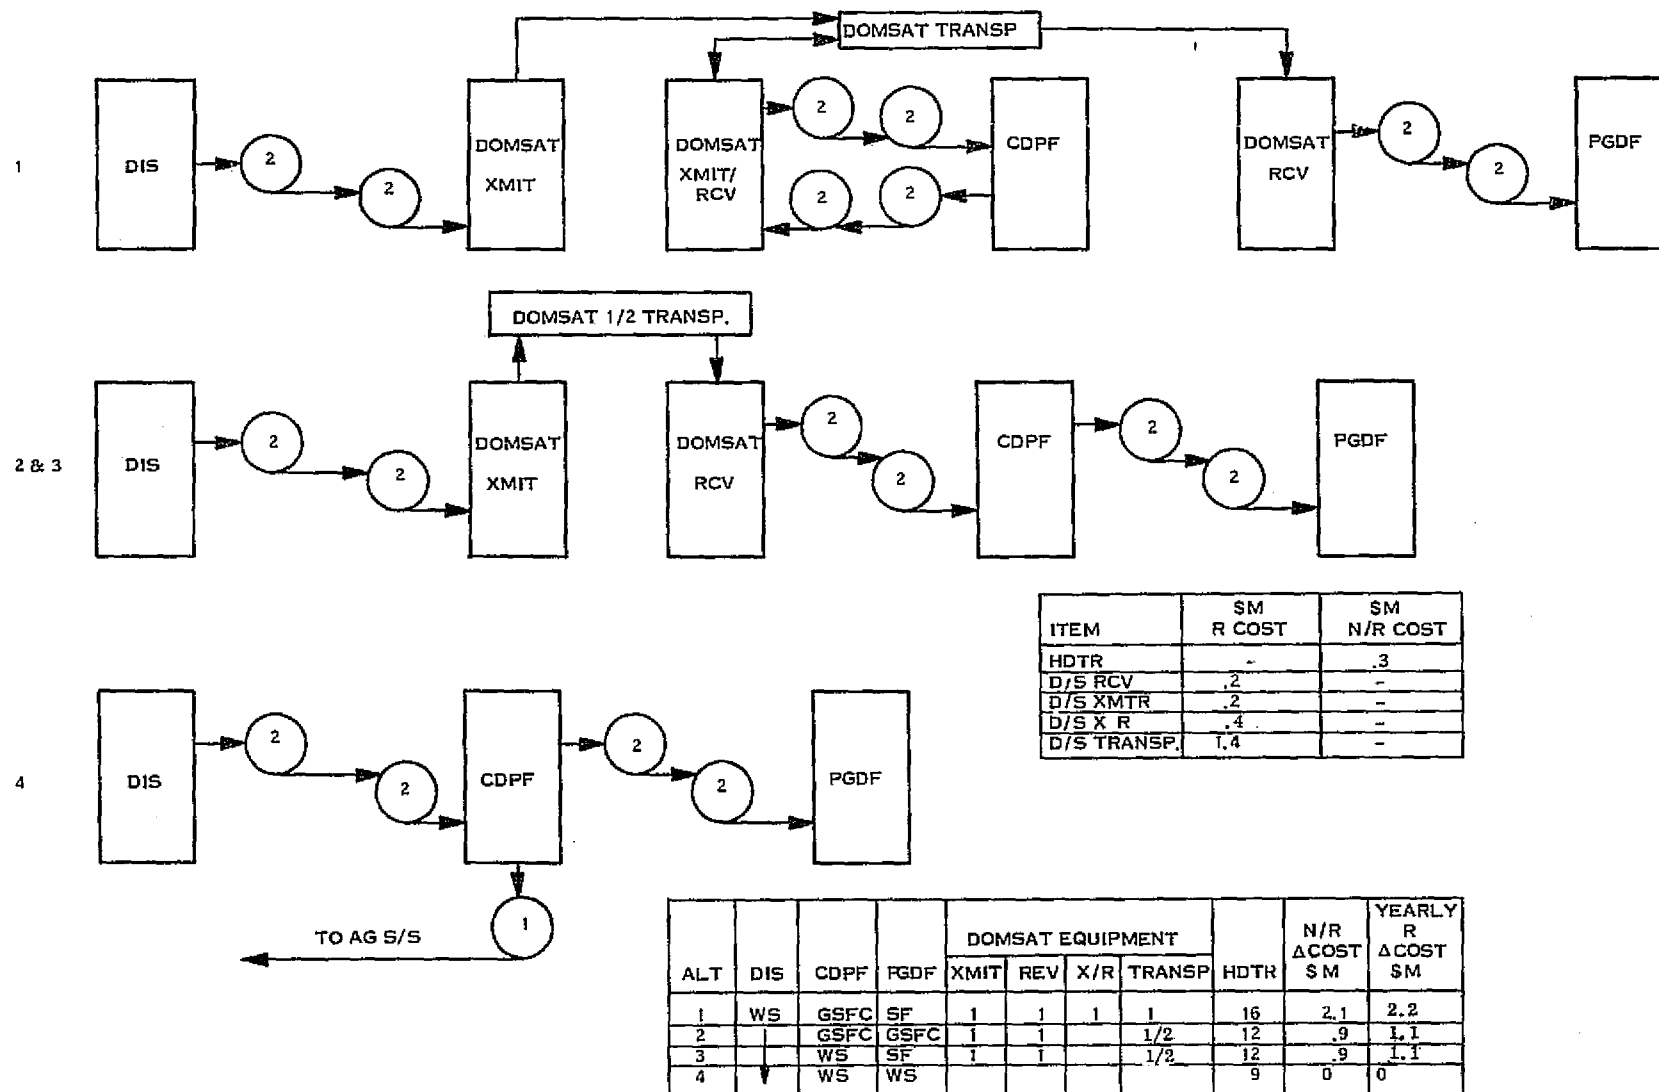 DOMSAT TRANSP
1
DIS
2
2
DOMSAT
XMIT
DOMSAT
XMIT/
RCV
2
2
2
2
CDPF
DOMSAT
RCV
2
2
PGDF
DOMSAT 1/2 TRANSP.
2 & 3
DIS
2
2
DOMSAT
XMIT
DOMSAT
RCV
2
2
CDPF
2
2
PGDF
ITEM $M R COST $M N/R COST
HDTR - .3
D/S RCV .2 -
D/S XMTR .2 -
D/S X R .4 -
D/S TRANSP. 1.4 -
4
DIS
2
2
CDPF
2
2
PGDF
1
TO AG S/S
ALT DIS CDPF PGDF DOMSAT EQUIPMENT HDTR N/R ΔCOST $M YEARLY R ΔCOST $M
XMIT REV X/R TRANSP
1 WS GSFC SF 1 1 1 1 16 2.1 2.2
2 GSFC GSFC 1 1 1/2 12 .9 1.1
3 WS SF 1 1 1/2 12 .9 1.1
4 WS WS 9 0 0